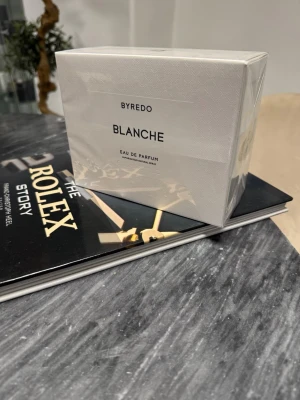 BYREDO
BLANCHE
EAU DE PARFUM
THE
ROLEX
STORY